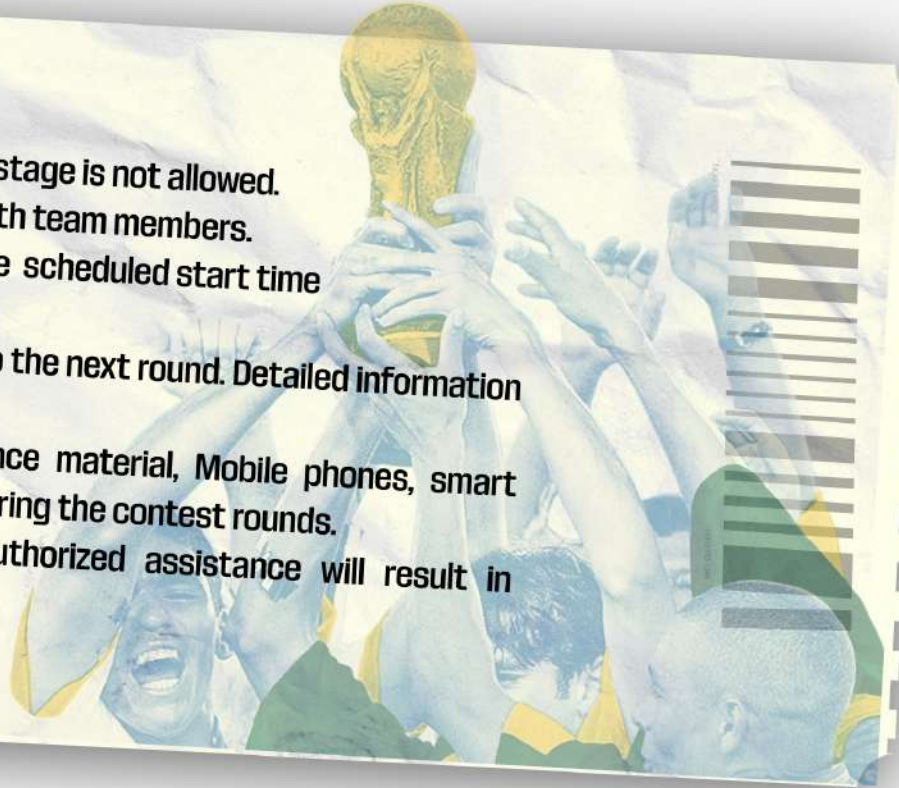 stage is not allowed.
th team members.
e scheduled start time
the next round. Detailed information
nce material, Mobile phones, smart
ring the contest rounds.
uthorized assistance will result in